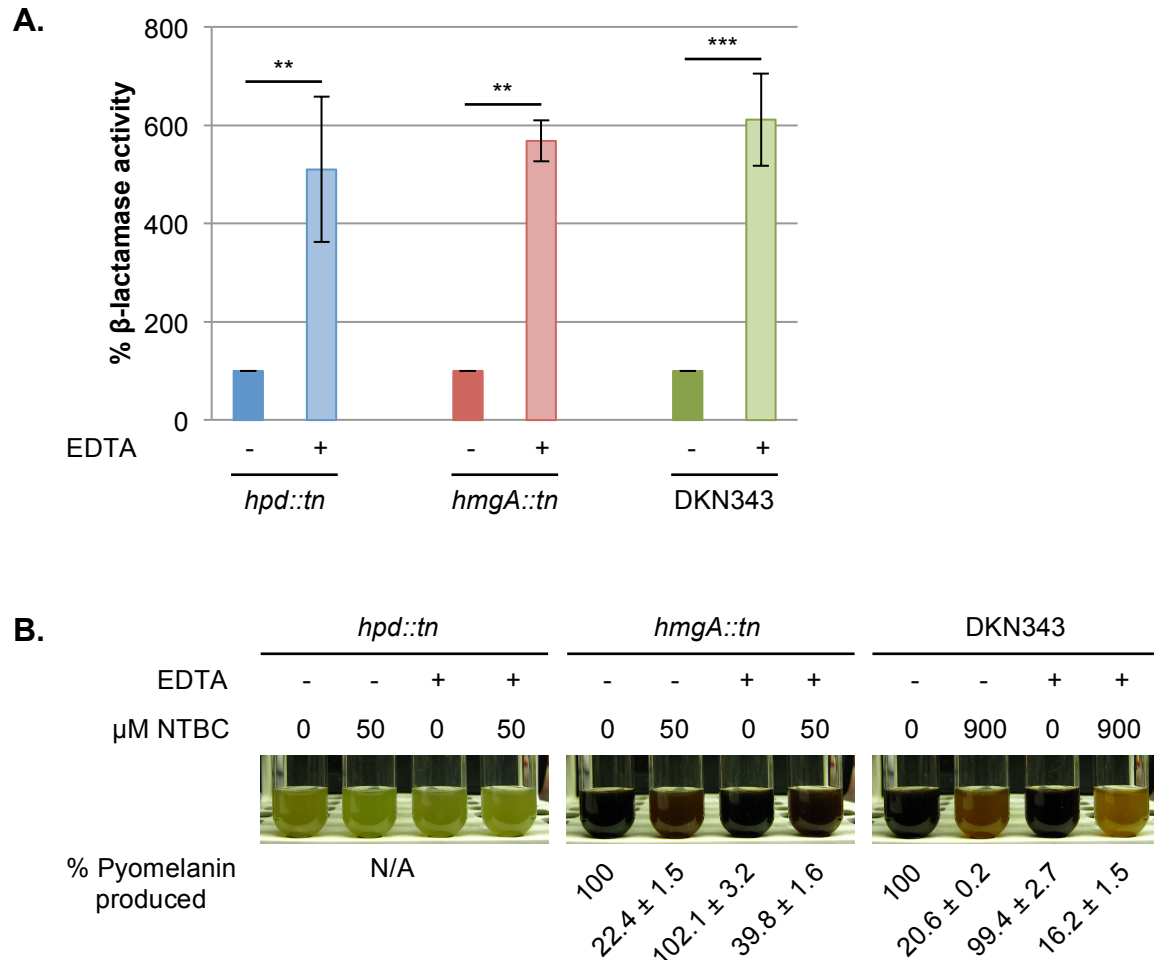 A.
800
600
400
200
0
% β-lactamase activity
**
**
***
EDTA
- + - + - +
hpd::tn hmgA::tn DKN343
B.
hpd::tn hmgA::tn DKN343
EDTA - - + + - - + + - - + +
µM NTBC 0 50 0 50 0 50 0 50 0 900 0 900
% Pyomelanin
produced
N/A
100
22.4 ± 1.5
102.1 ± 3.2
39.8 ± 1.6
100
20.6 ± 0.2
99.4 ± 2.7
16.2 ± 1.5